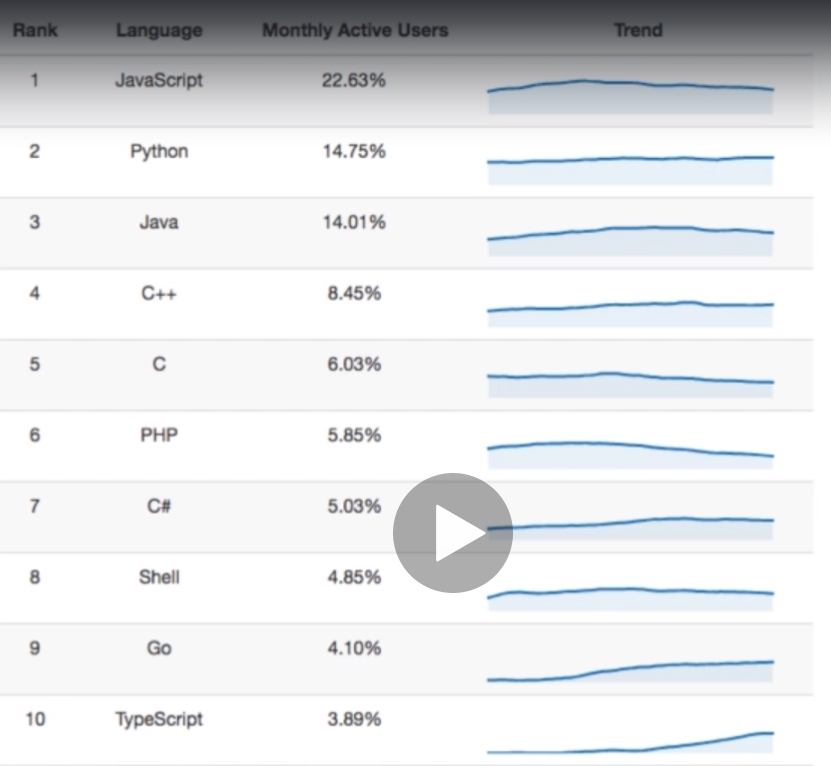 Rank Language Monthly Active Users Trend
1 JavaScript 22.63%
2 Python 14.75%
3 Java 14.01%
4 C++ 8.45%
5 C 6.03%
6 PHP 5.85%
7 C# 5.03%
8 Shell 4.85%
9 Go 4.10%
10 TypeScript 3.89%